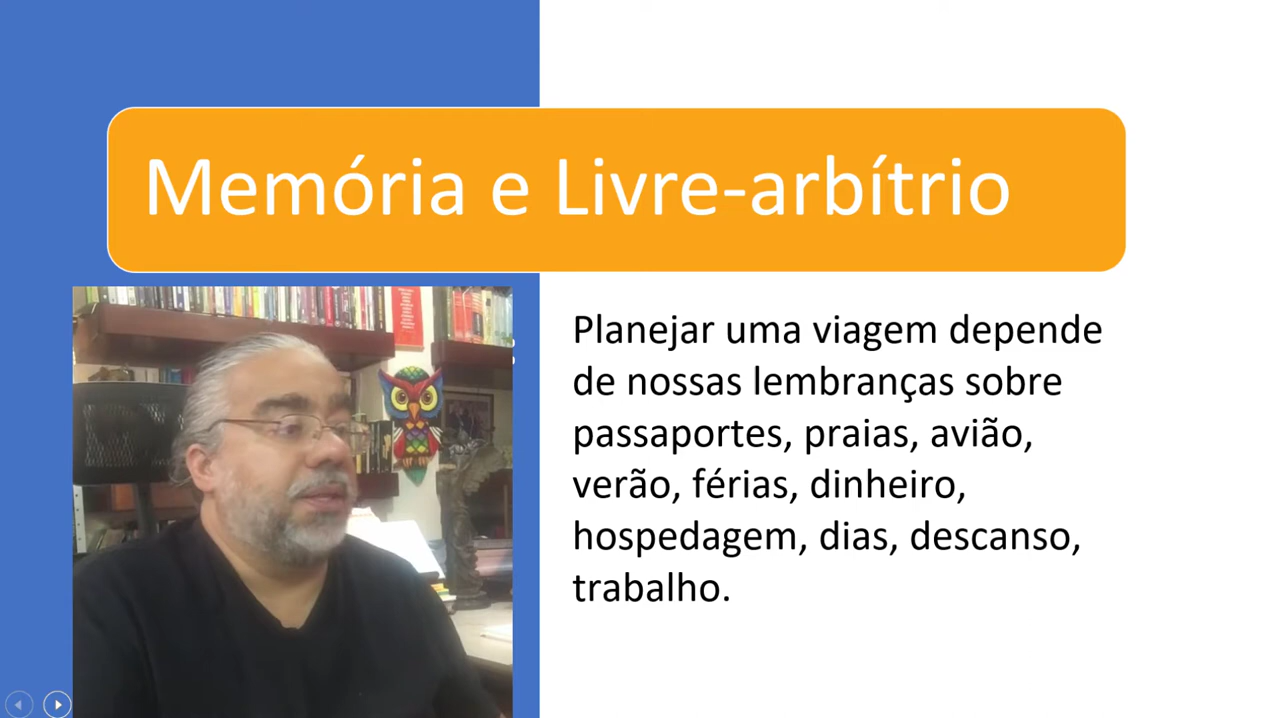 Memória e Livre-arbítrio
Planejar uma viagem depende
de nossas lembranças sobre
passaportes, praias, avião,
verão, férias, dinheiro,
hospedagem, dias, descanso,
trabalho.